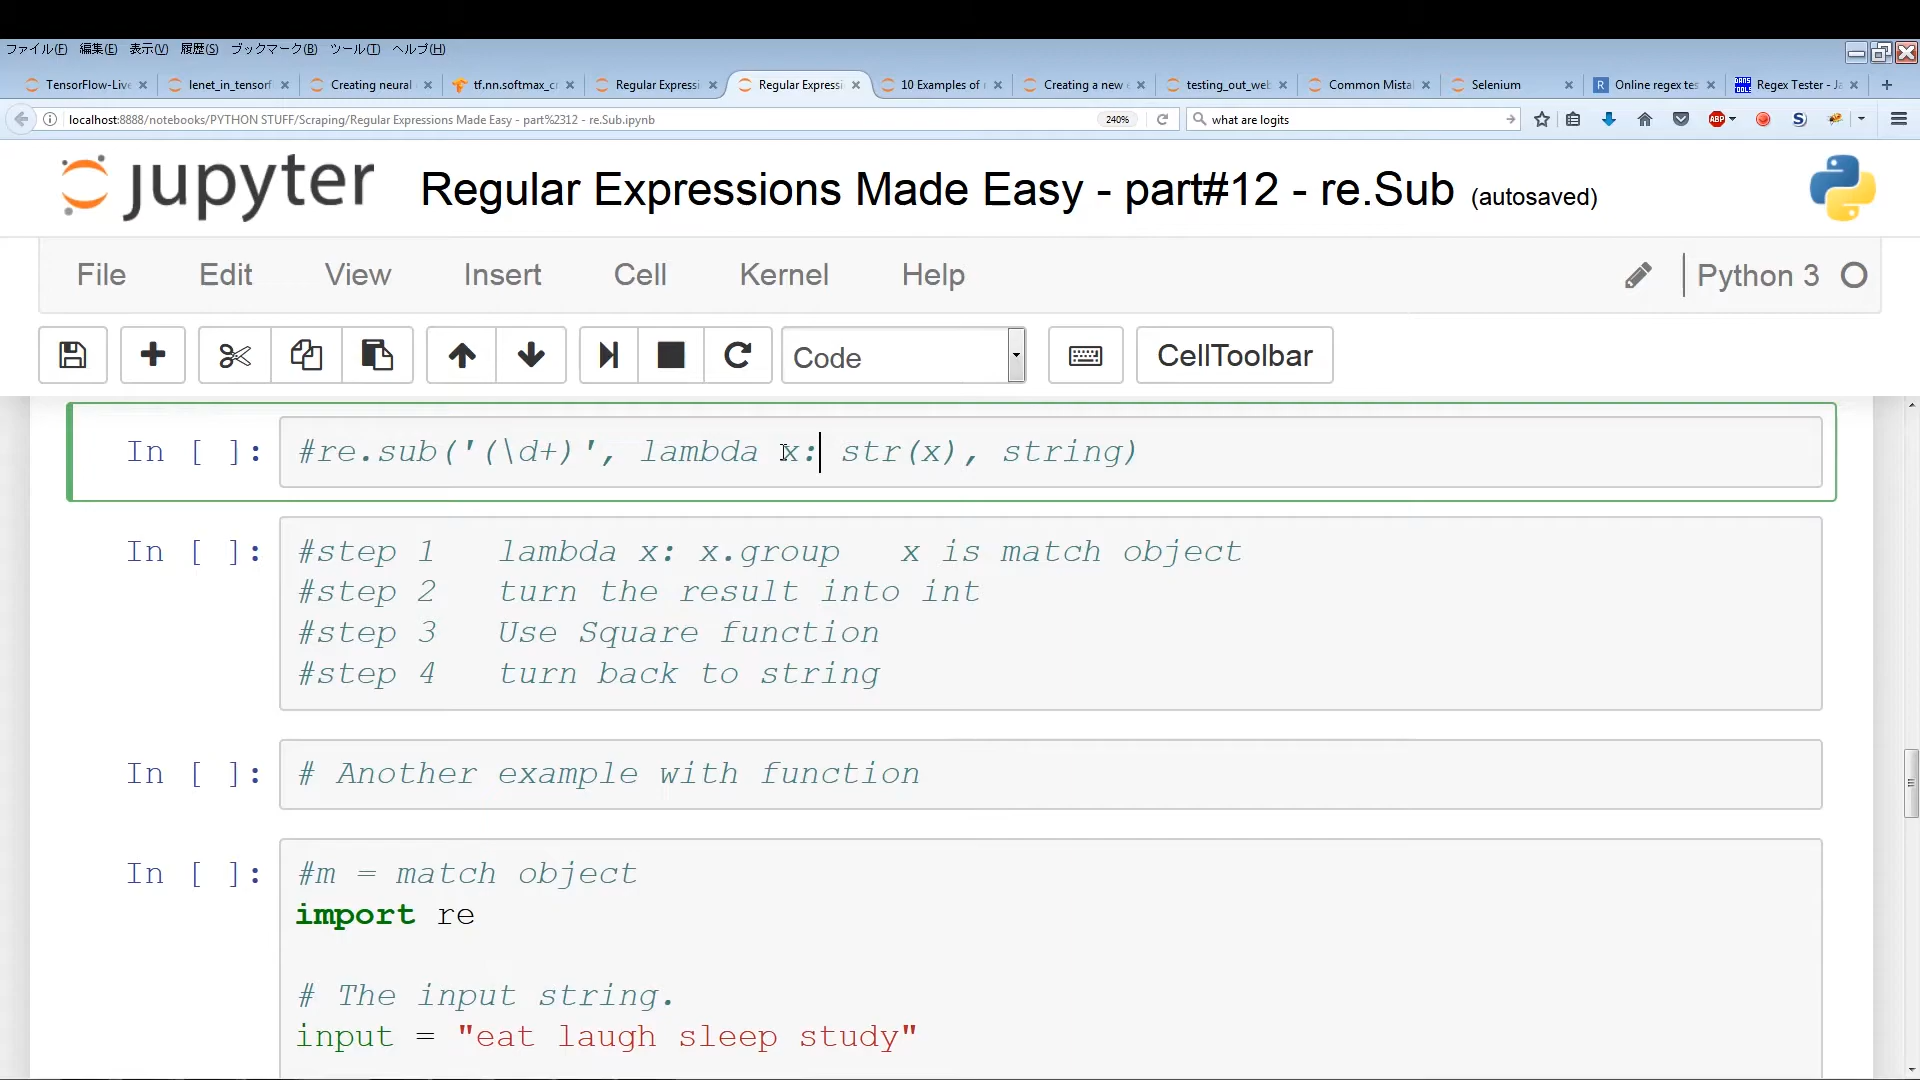 ファイル(F) 編集(E) 表示(V) 履歴(S) ブックマーク(B) ツール(T) ヘルプ(H)
TensorFlow-Live lenet_in_tensorf Creating neural tf.nn.softmax_c Regular Expressi Regular Expressi 10 Examples of Creating a new e testing_out_web Common Mistal Selenium R Online regex tes Regex Tester - Ja
localhost:8888/notebooks/PYTHON STUFF/Scraping/Regular Expressions Made Easy - part%2312 - re.Sub.ipynb 240% what are logits ABP S
jupyter Regular Expressions Made Easy - part#12 - re.Sub (autosaved)
File Edit View Insert Cell Kernel Help Python 3
Code CellToolbar
In [ ]: #re.sub('(\d+)', lambda x: str(x), string)
In [ ]: #step 1 lambda x: x.group x is match object
#step 2 turn the result into int
#step 3 Use Square function
#step 4 turn back to string
In [ ]: # Another example with function
In [ ]: #m = match object
import re
# The input string.
input = "eat laugh sleep study"